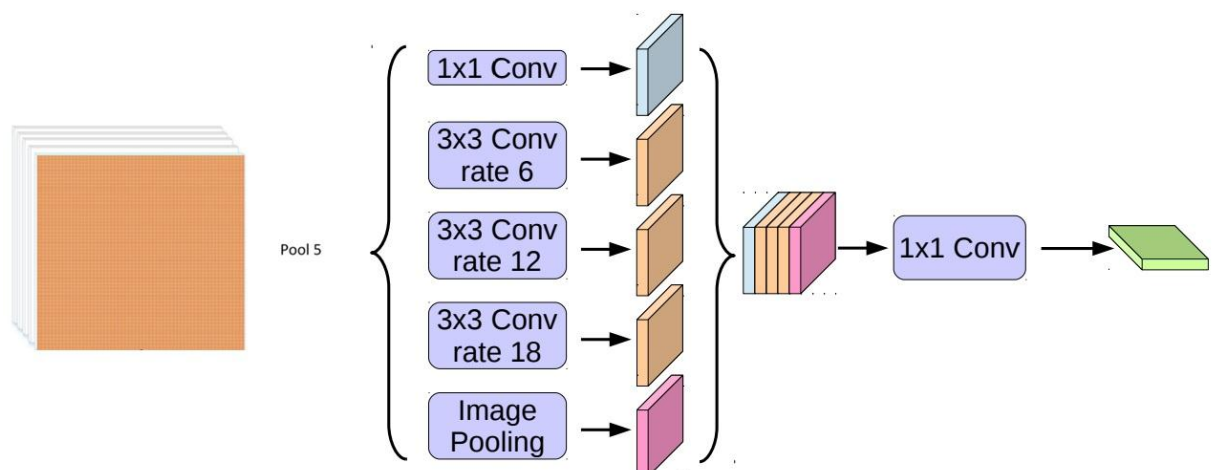 Pool 5
1x1 Conv
3x3 Conv
rate 6
3x3 Conv
rate 12
3x3 Conv
rate 18
Image
Pooling
1x1 Conv